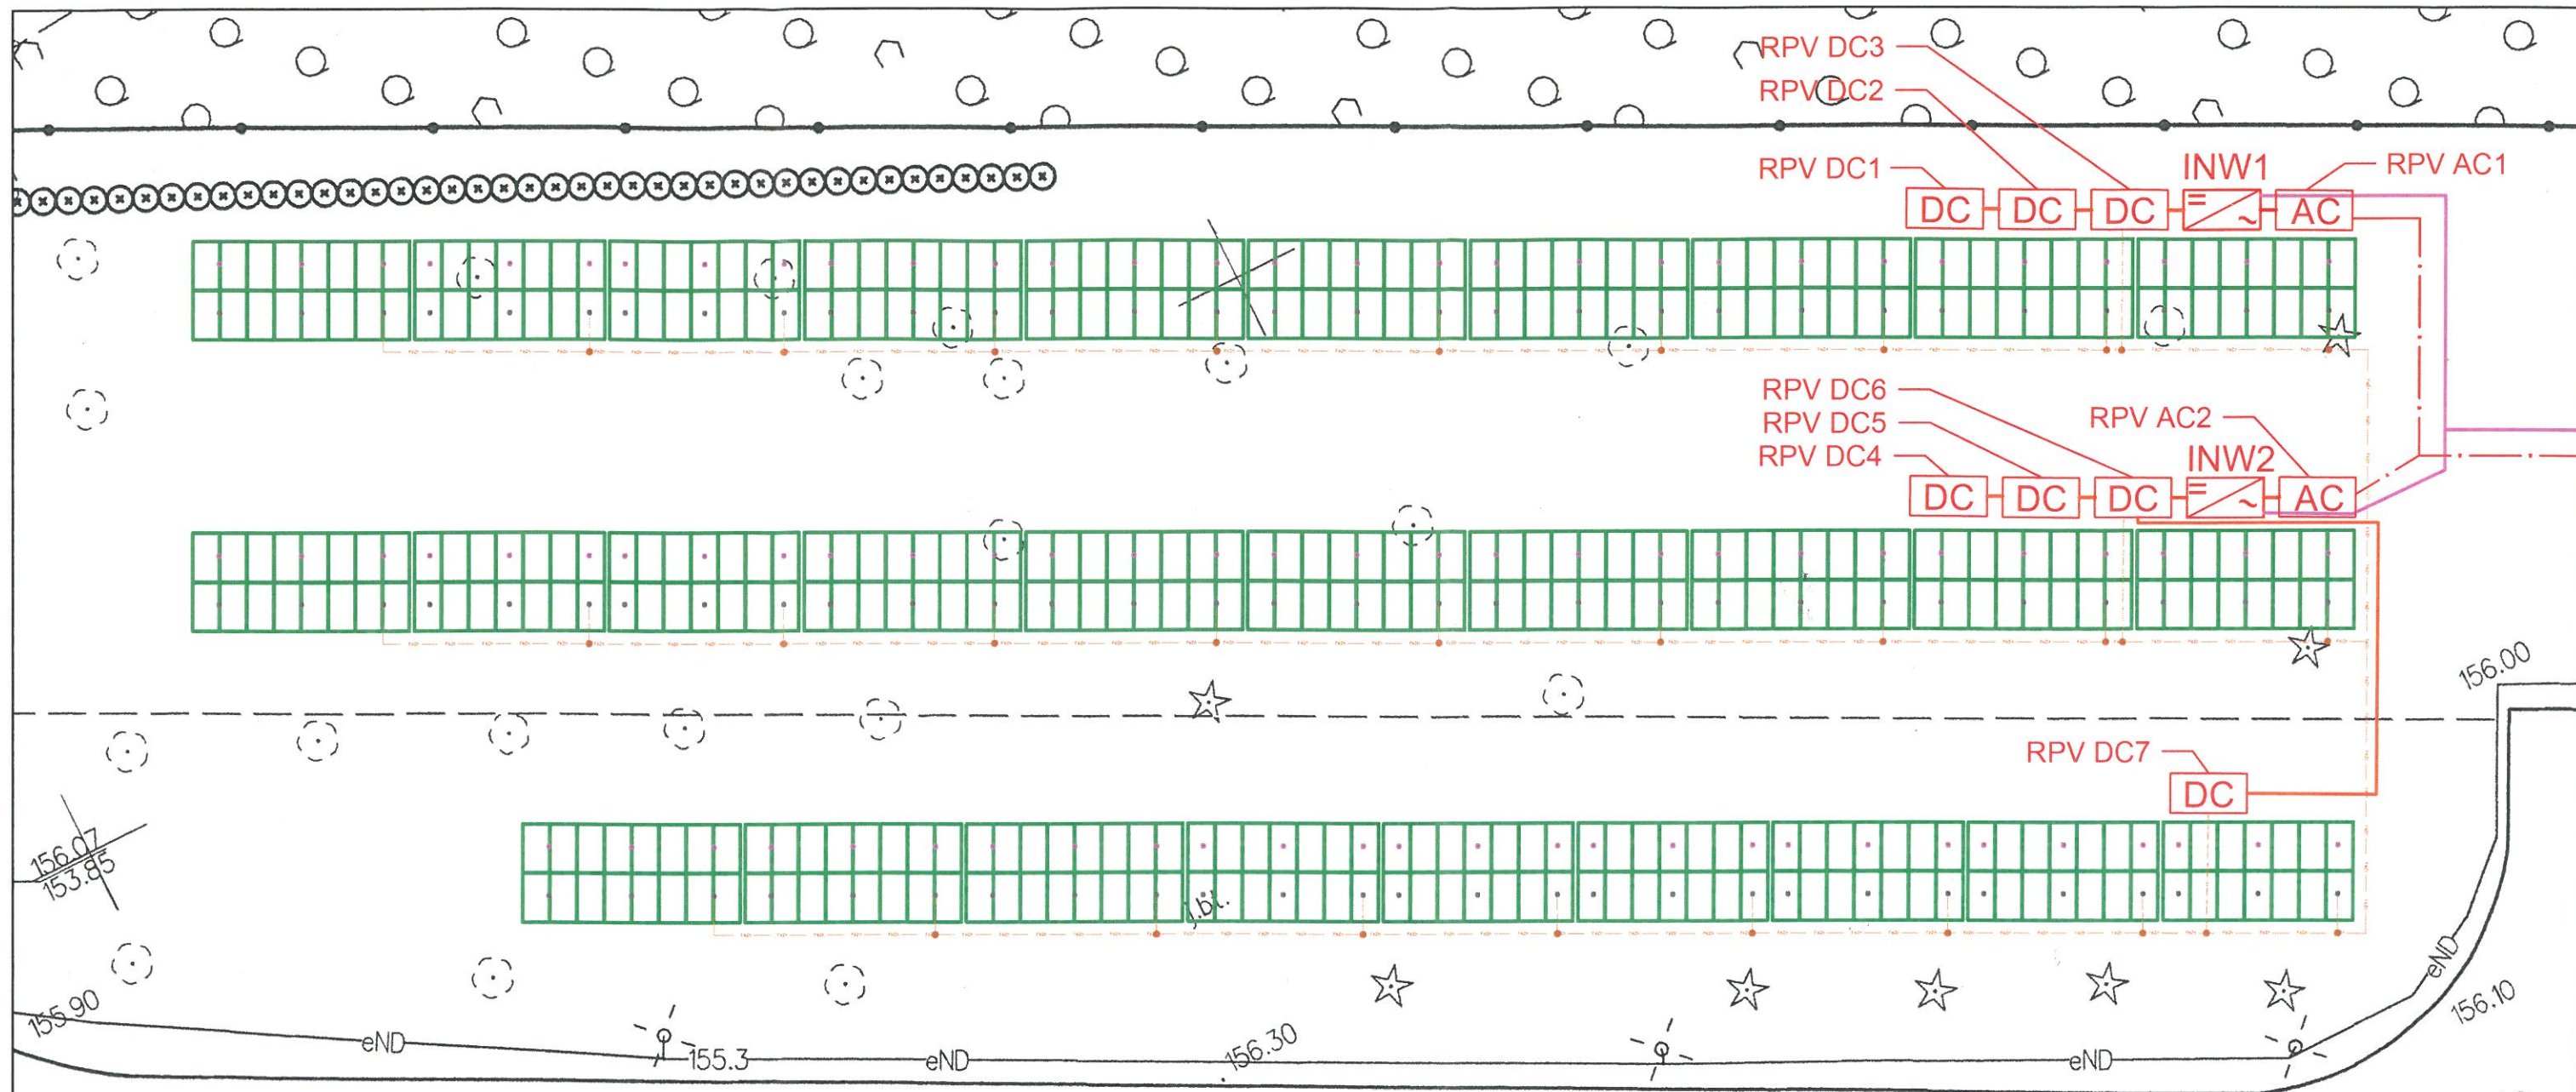 RPV DC3
RPV DC2
RPV DC1
INW1
RPV AC1
DC
DC
DC
=
~
AC
RPV DC6
RPV DC5
RPV DC4
RPV AC2
INW2
DC
DC
DC
=
~
AC
156.00
RPV DC7
DC
156.07
153.85
j.bl.
eND
155.90
156.10
eND
155.3
eND
156.30
eND